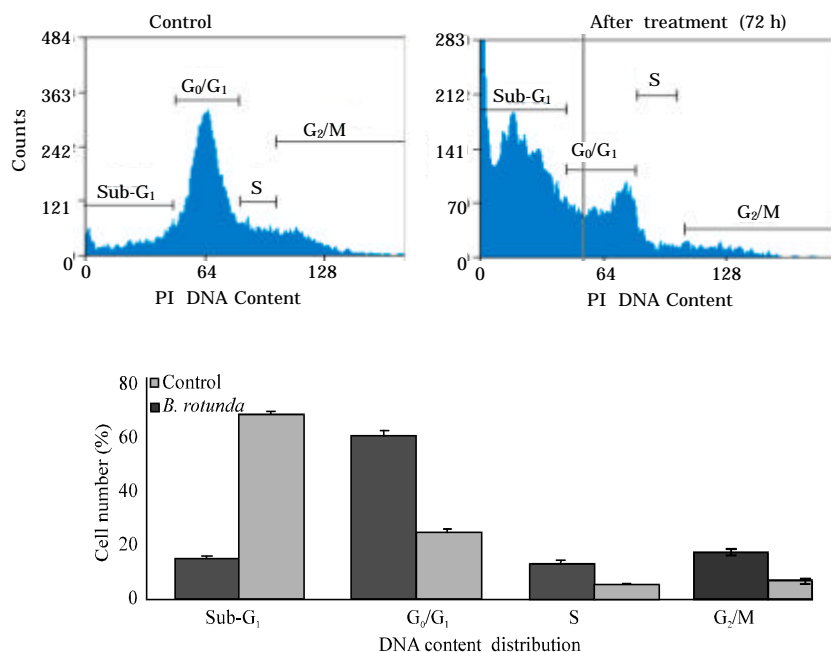 Control
484
363
242
121
0
Counts
Sub-G1
G0/G1
S
G2/M
0 64 128
PI DNA Content
After treatment (72 h)
283
212
141
70
0
Sub-G1
G0/G1
S
G2/M
0 64 128
PI DNA Content
80
60
40
20
0
Cell number (%)
Control
B. rotunda
Sub-G1 G0/G1 S G2/M
DNA content distribution